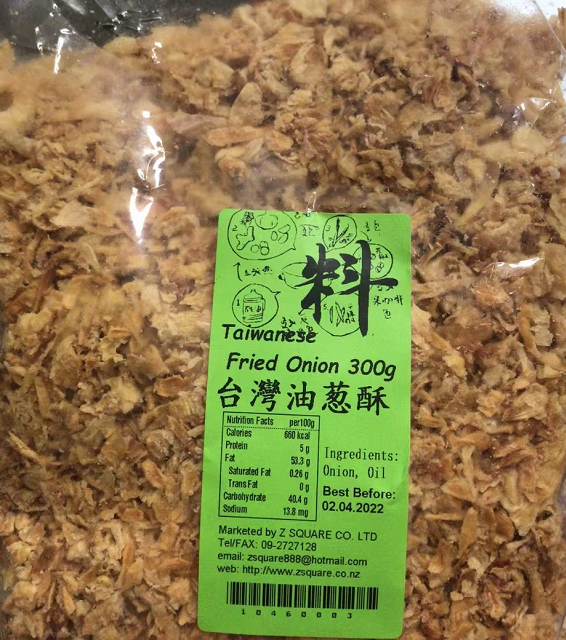 料
Taiwanese
Fried Onion 300g
台灣油葱酥
Nutrition Facts per100g
Calories 660 kcal
Protein 5 g
Fat 53.3 g
Saturated Fat 0.26 g
Trans Fat 0 g
Carbohydrate 40.4 g
Sodium 13.8 mg
Ingredients:
Onion, Oil
Best Before:
02.04.2022
Marketed by Z SQUARE CO. LTD
Tel/FAX: 09-2727128
email: zsquare888@hotmail.com
web: http://www.zsquare.co.nz
10460003